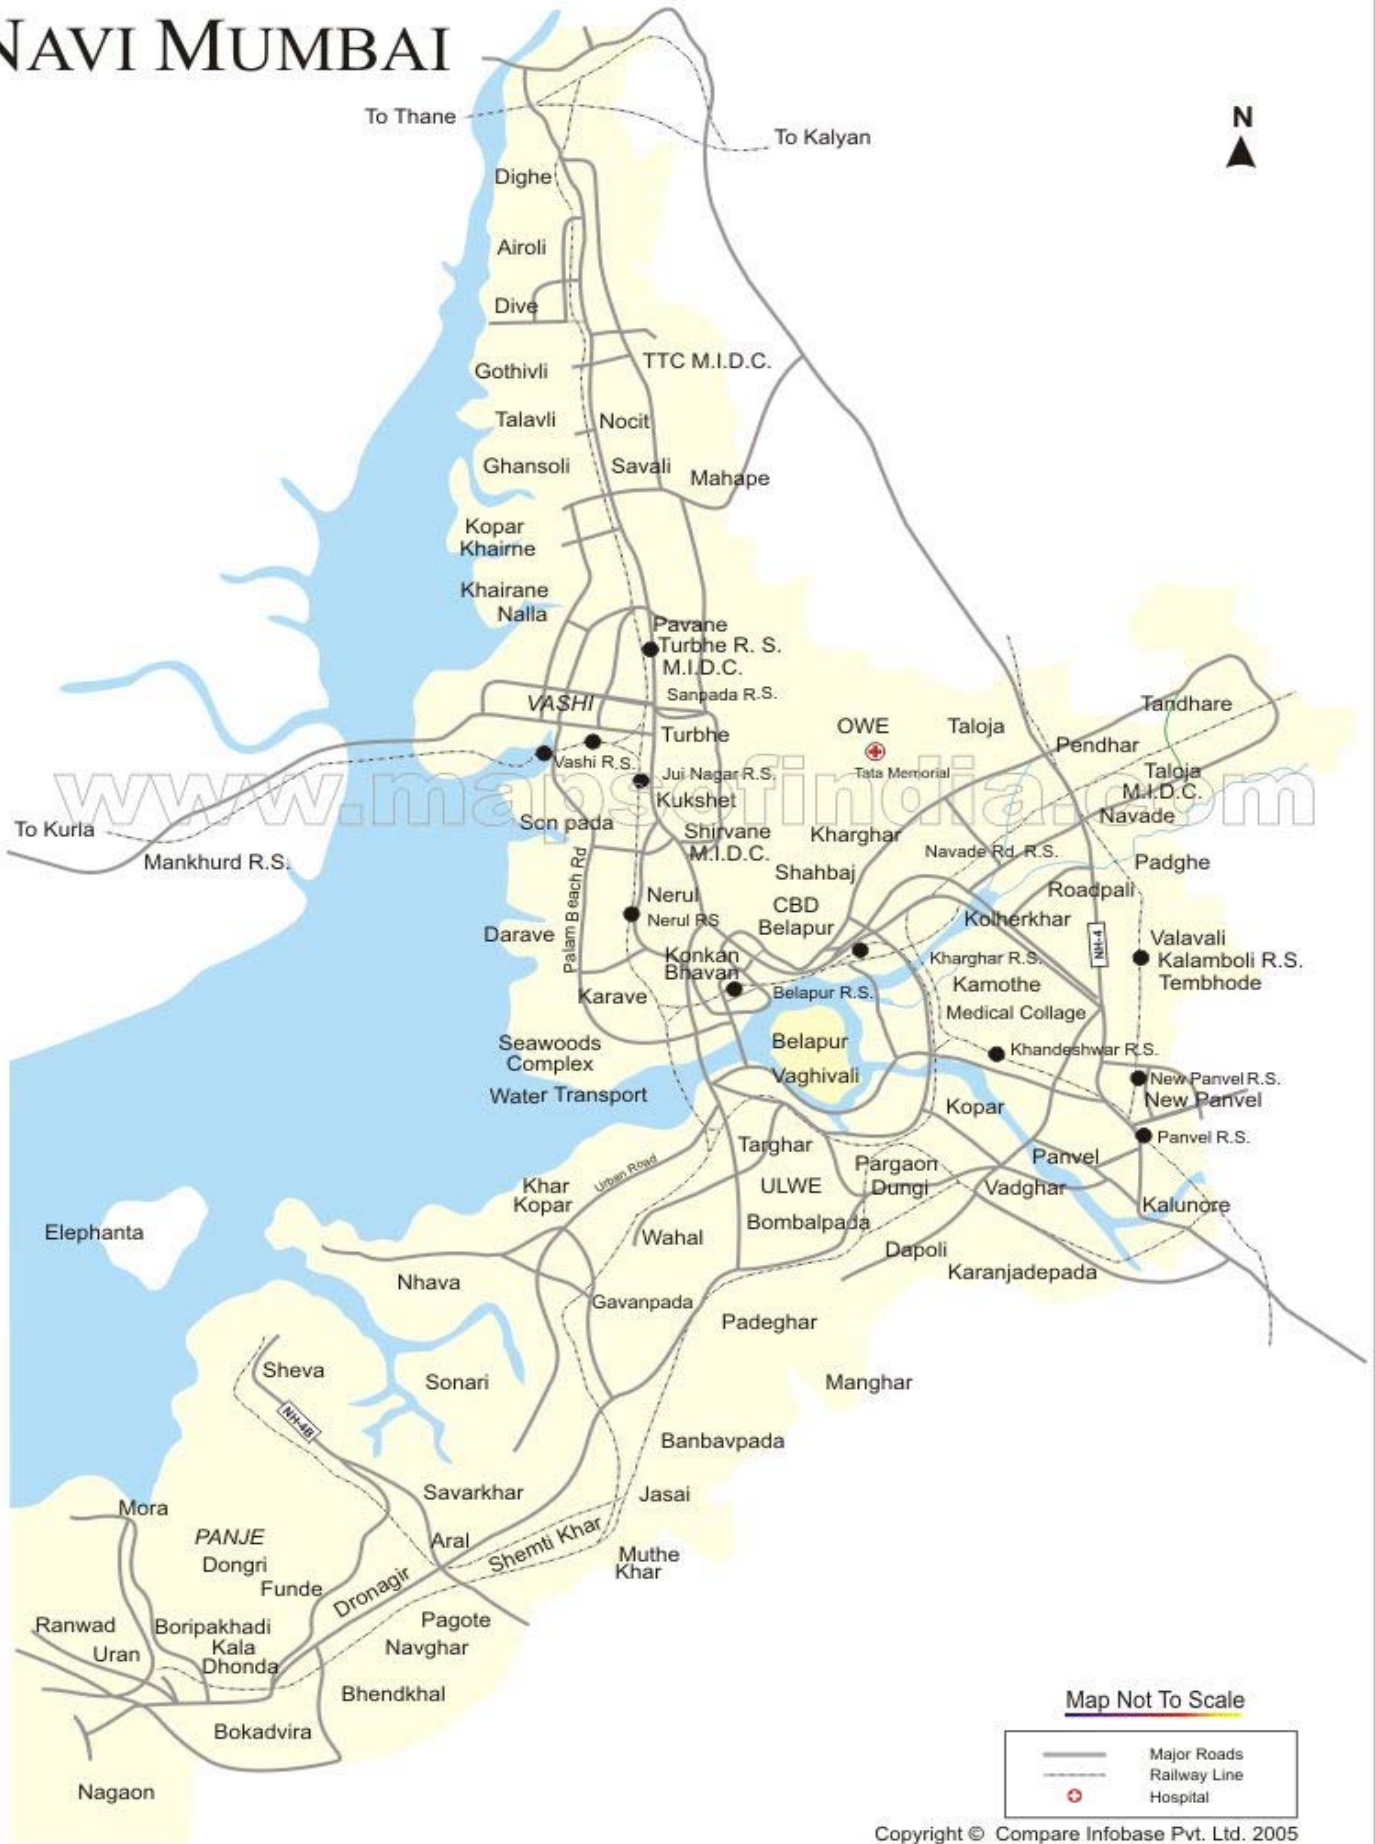 NAVI MUMBAI
To Thane
To Kalyan
N
Dighe
Airoli
Dive
TTC M.I.D.C.
Gothivli
Talavli
Nocit
Ghansoli
Savali
Mahape
Kopar
Khairne
Khairane
Nalla
Pavane
Turbhe R. S.
M.I.D.C.
Sanpada R.S.
VASHI
Tandhare
OWE
Taloja
Turbhe
Pendhar
Vashi R.S.
Jui Nagar R.S.
Tata Memorial
Taloja
M.I.D.C.
www.mapsofindia.com
Kukshet
Navade
To Kurla
Son pada
Shirvane
M.I.D.C.
Kharghar
Mankhurd R.S.
Navade Rd. R.S.
Padghe
Shahbaj
Palam Beach Rd
Nerul
Nerul RS
CBD
Belapur
Roadpali
Kolherkhar
Darave
NH-4
Valavali
Kalamboli R.S.
Tembhode
Konkan
Bhavan
Kharghar R.S.
Kamothe
Karave
Belapur R.S.
Medical Collage
Seawoods
Complex
Belapur
Khandeshwar R.S.
Vaghivali
Water Transport
New Panvel R.S.
New Panvel
Kopar
Targhar
Panvel R.S.
Urban Road
Pargaon
Dungi
Panvel
Khar
Kopar
ULWE
Vadghar
Kalunore
Bombalpada
Elephanta
Wahal
Dapoli
Karanjadepada
Nhava
Gavanpada
Padeghar
Sheva
Sonari
Manghar
NH-4B
Banbavpada
Savarkhar
Jasai
Mora
PANJE
Dongri
Aral
Shemti Khar
Muthe
Khar
Funde
Dronagir
Ranwad
Boripakhadi
Pagote
Uran
Kala
Dhonda
Navghar
Bhendkhal
Bokadvira
Nagaon
Map Not To Scale
Major Roads
Railway Line
Hospital
Copyright © Compare Infobase Pvt. Ltd. 2005